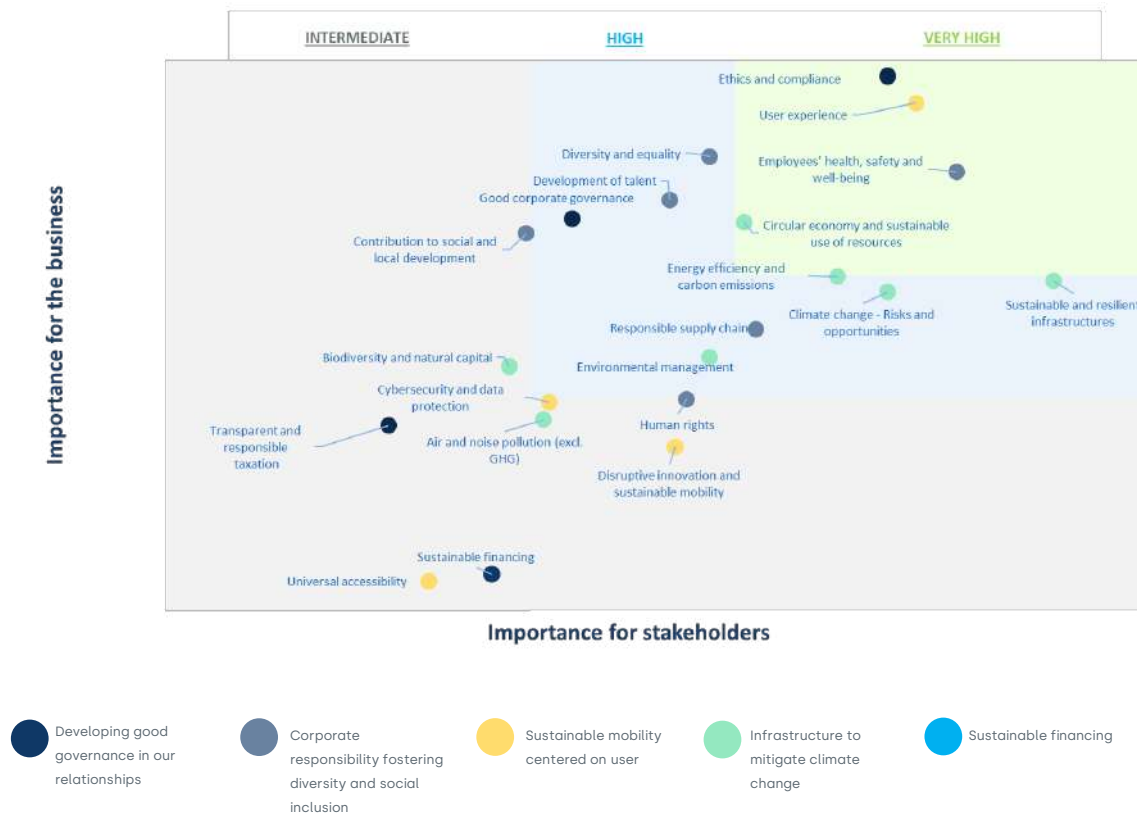 INTERMEDIATE
HIGH
VERY HIGH
Ethics and compliance
User experience
Diversity and equality
Employees' health, safety and
well-being
Development of talent
Good corporate governance
Contribution to social and
local development
Circular economy and sustainable
use of resources
Energy efficiency and
carbon emissions
Climate change - Risks and
opportunities
Sustainable and resilient
infrastructures
Responsible supply chain
Biodiversity and natural capital
Environmental management
Cybersecurity and data
protection
Transparent and
responsible
taxation
Air and noise pollution (excl.
GHG)
Human rights
Disruptive innovation and
sustainable mobility
Sustainable financing
Universal accessibility
Importance for the business
Importance for stakeholders
Developing good
governance in our
relationships
Corporate
responsibility fostering
diversity and social
inclusion
Sustainable mobility
centered on user
Infrastructure to
mitigate climate
change
Sustainable financing